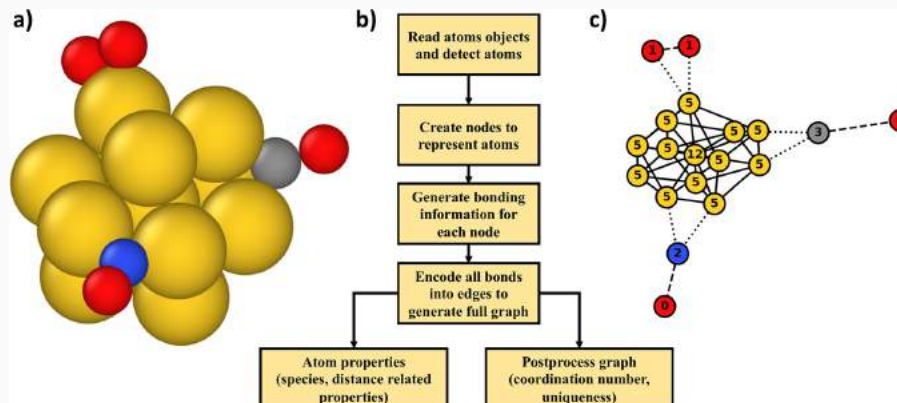 a)
b)
c)
Read atoms objects
and detect atoms
Create nodes to
represent atoms
Generate bonding
information for
each node
Encode all bonds
into edges to
generate full graph
Atom properties
(species, distance related
properties)
Postprocess graph
(coordination number,
uniqueness)
1 1
5
5 5 5
5 5 12 5 5
5 5
5 5
3
2
0